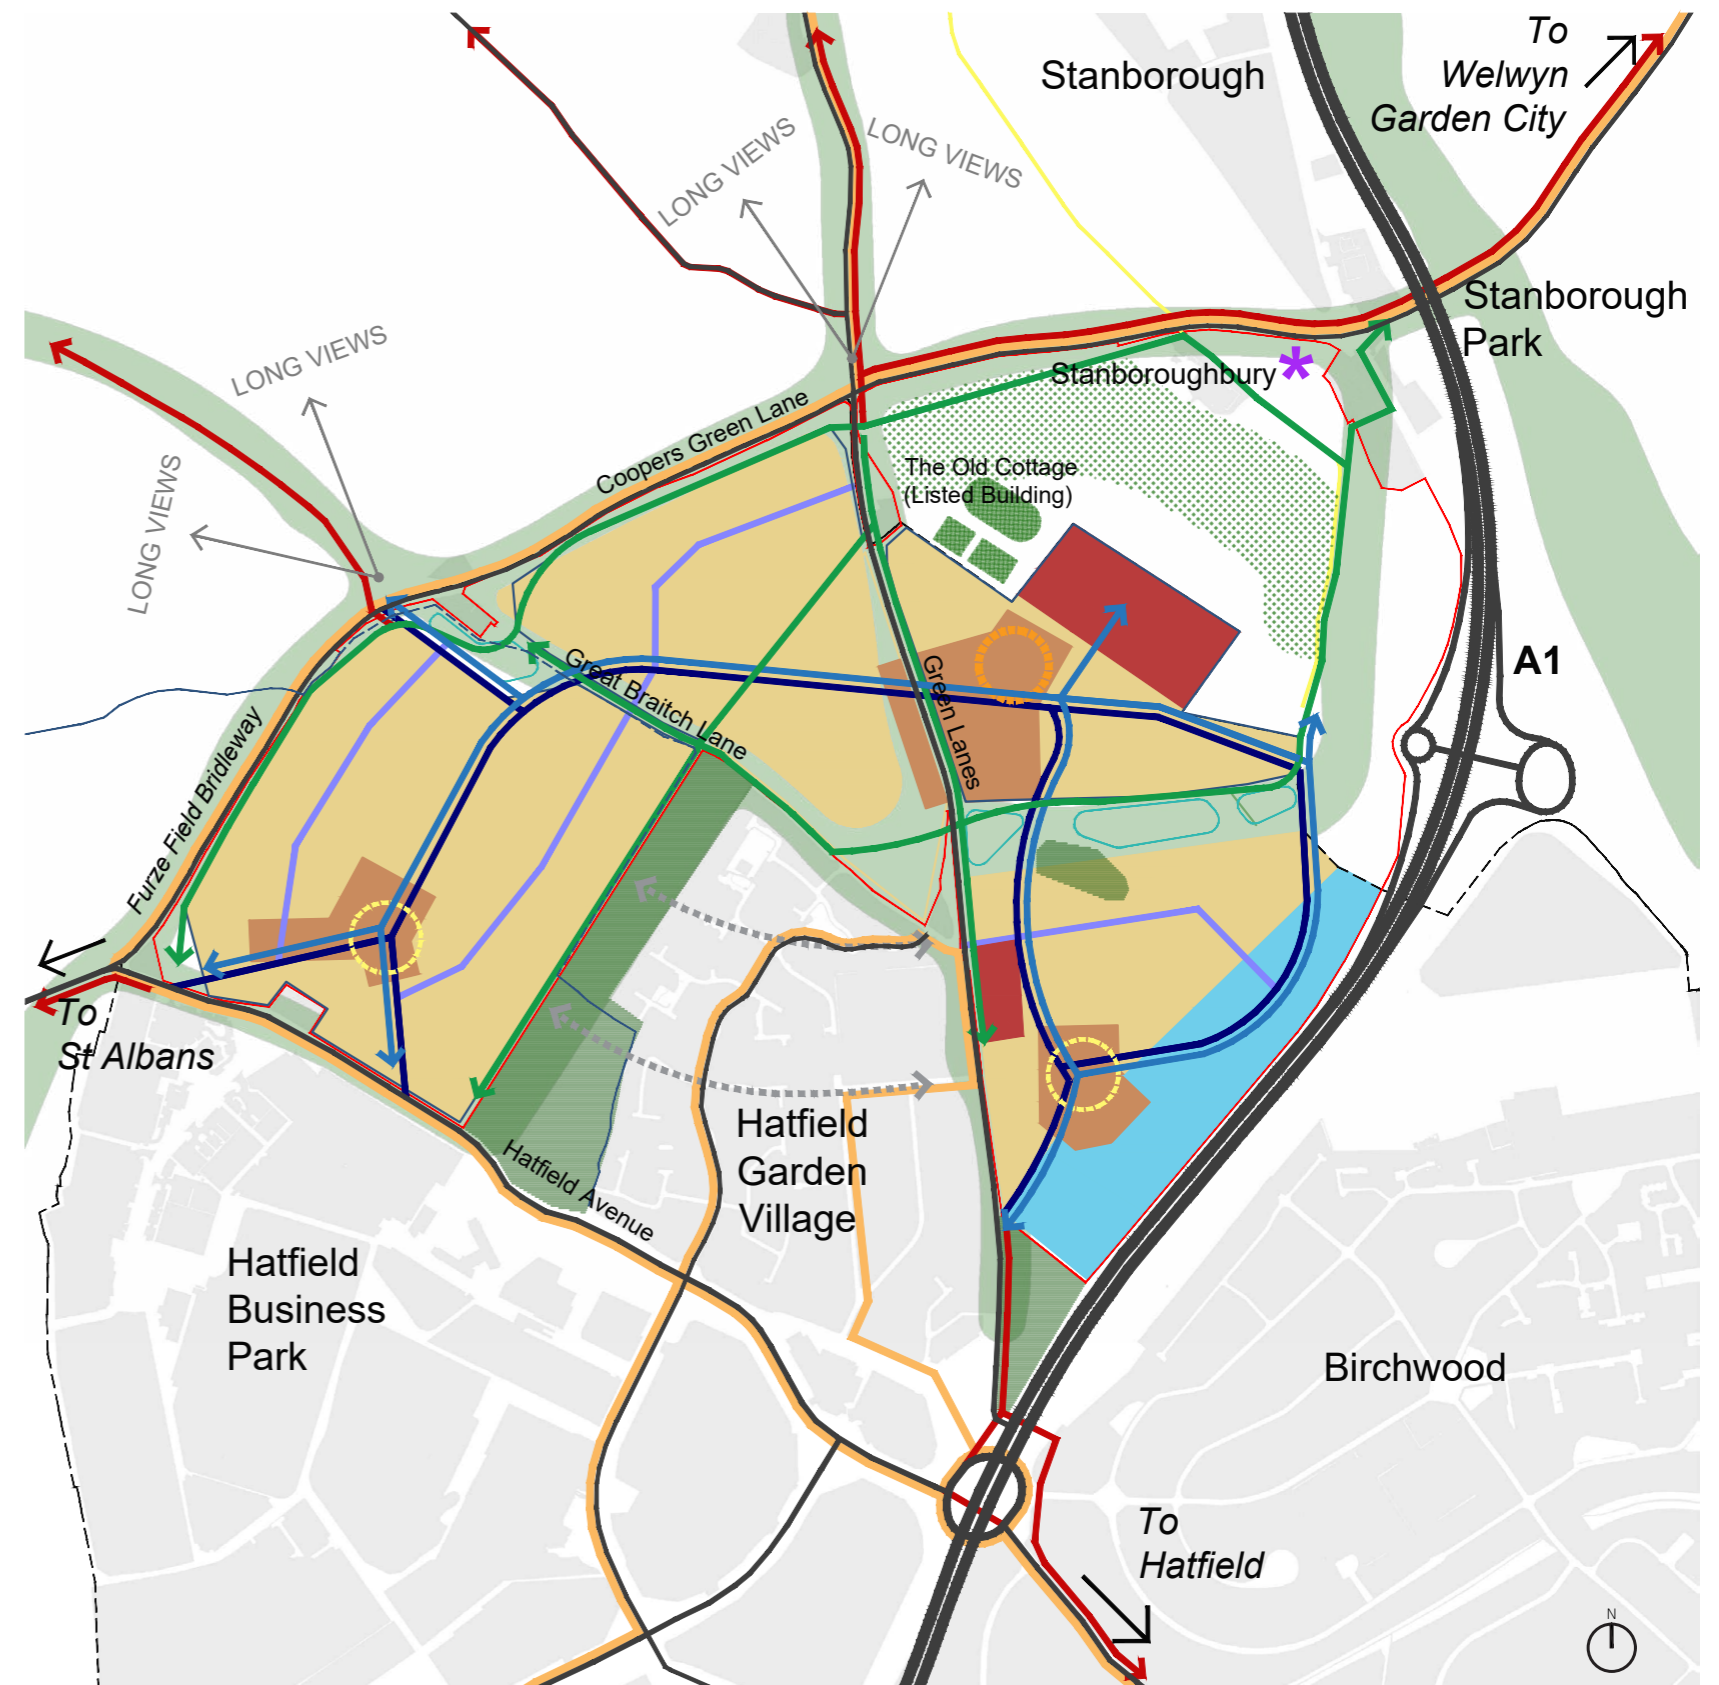 To
Welwyn
Garden City
Stanborough
LONG VIEWS
LONG VIEWS
Stanborough
Park
LONG VIEWS
Stanboroughbury
Coopers Green Lane
LONG VIEWS
The Old Cottage
(Listed Building)
A1
Great Braitch Lane
Green Lanes
Furze Field Bridleway
To
St Albans
Hatfield
Garden
Village
Hatfield Avenue
Hatfield
Business
Park
Birchwood
To
Hatfield
N